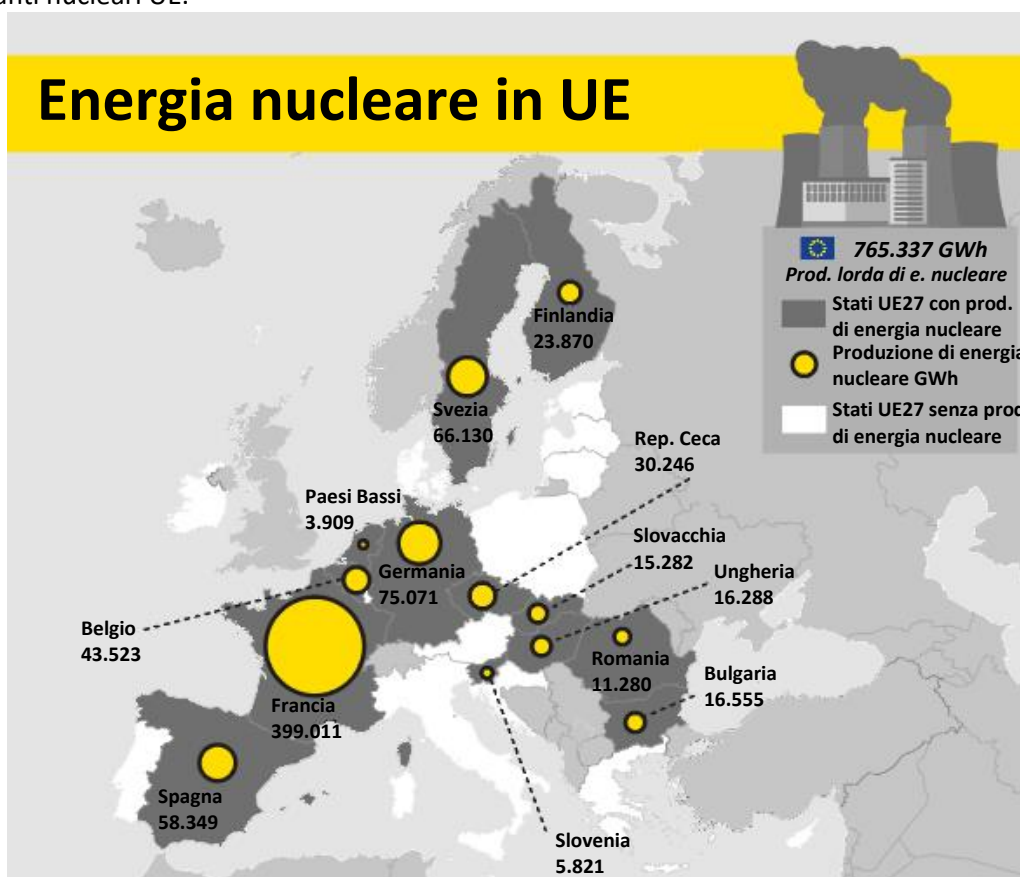 anti nucleari UE.
Energia nucleare in UE
765.337 GWh
Prod. lorda di e. nucleare
Stati UE27 con prod.
di energia nucleare
Produzione di energia
nucleare GWh
Stati UE27 senza prod
di energia nucleare
Finlandia
23.870
Svezia
66.130
Rep. Ceca
30.246
Paesi Bassi
3.909
Slovacchia
15.282
Germania
75.071
Ungheria
16.288
Belgio
43.523
Romania
11.280
Bulgaria
16.555
Francia
399.011
Spagna
58.349
Slovenia
5.821